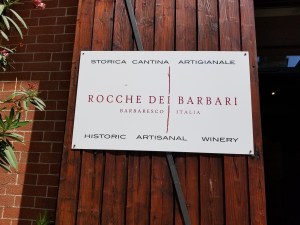 STORICA CANTINA ARTIGIANALE
ROCCHE DEI BARBARI
BARBARESCO ITALIA
HISTORIC ARTISANAL WINERY